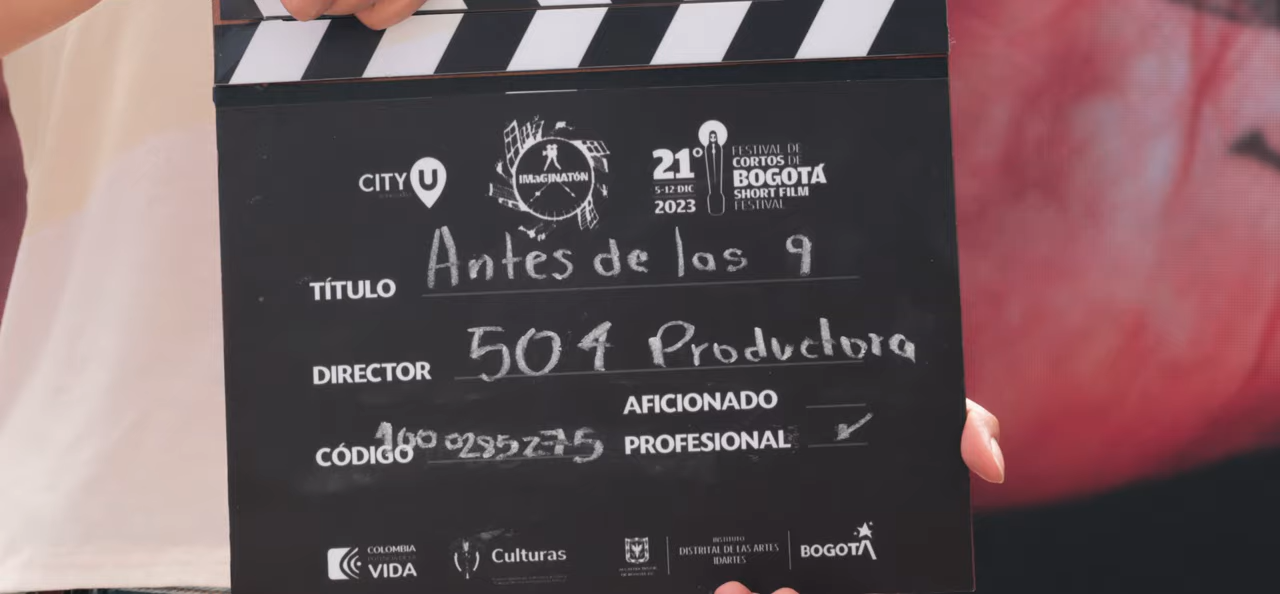 CITY U
IMaGINATÓN
21° FESTIVAL DE
CORTOS DE
BOGOTÁ
5-12 DIC SHORT FILM
2023 FESTIVAL
TÍTULO Antes de las 9
DIRECTOR 504 Productora
AFICIONADO
CÓDIGO 1000285275 PROFESIONAL ✓
COLOMBIA
VIDA
Culturas
INSTITUTO
DISTRITAL DE LAS ARTES
IDARTES
BOGOTÁ